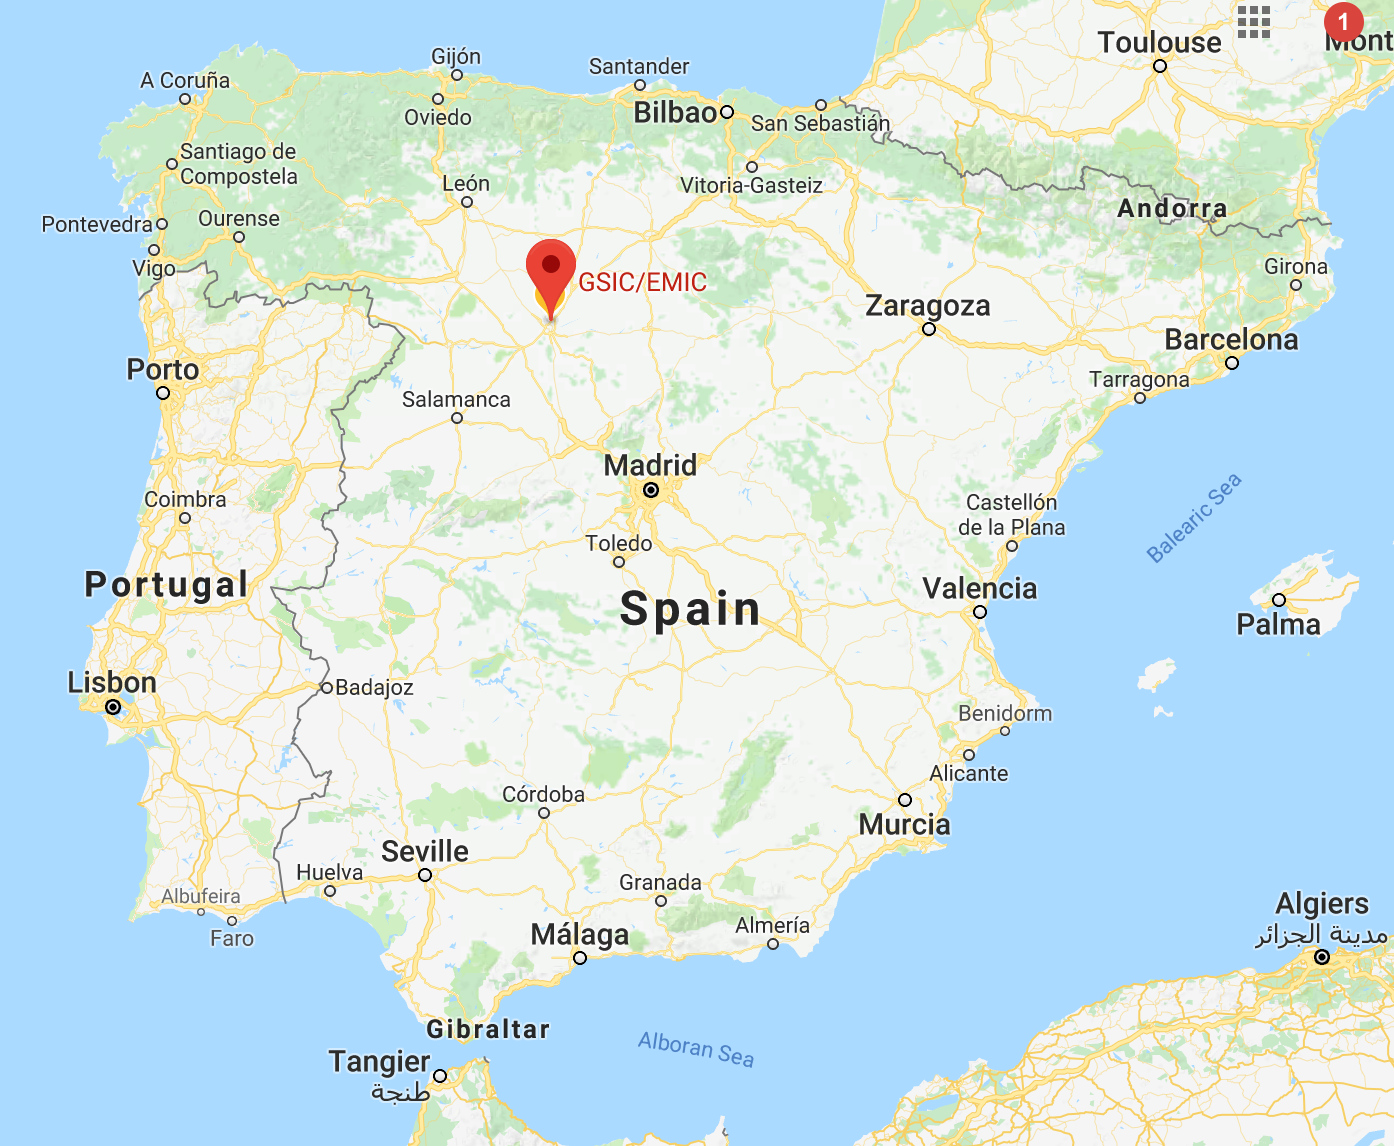 1
Toulouse
Mont
Gijón
Santander
A Coruña
Oviedo
Bilbao
San Sebastián
Santiago de
Compostela
León
Vitoria-Gasteiz
Andorra
Pontevedra
Ourense
Vigo
GSIC/EMIC
Girona
Zaragoza
Barcelona
Porto
Tarragona
Salamanca
Madrid
Coimbra
Castellón
de la Plana
Balearic Sea
Toledo
Portugal
Spain
Valencia
Palma
Lisbon
Badajoz
Benidorm
Alicante
Córdoba
Murcia
Seville
Huelva
Granada
Albufeira
Faro
Almería
Málaga
Algiers
مدينة الجزائر
Gibraltar
Alboran Sea
Tangier
طنجة